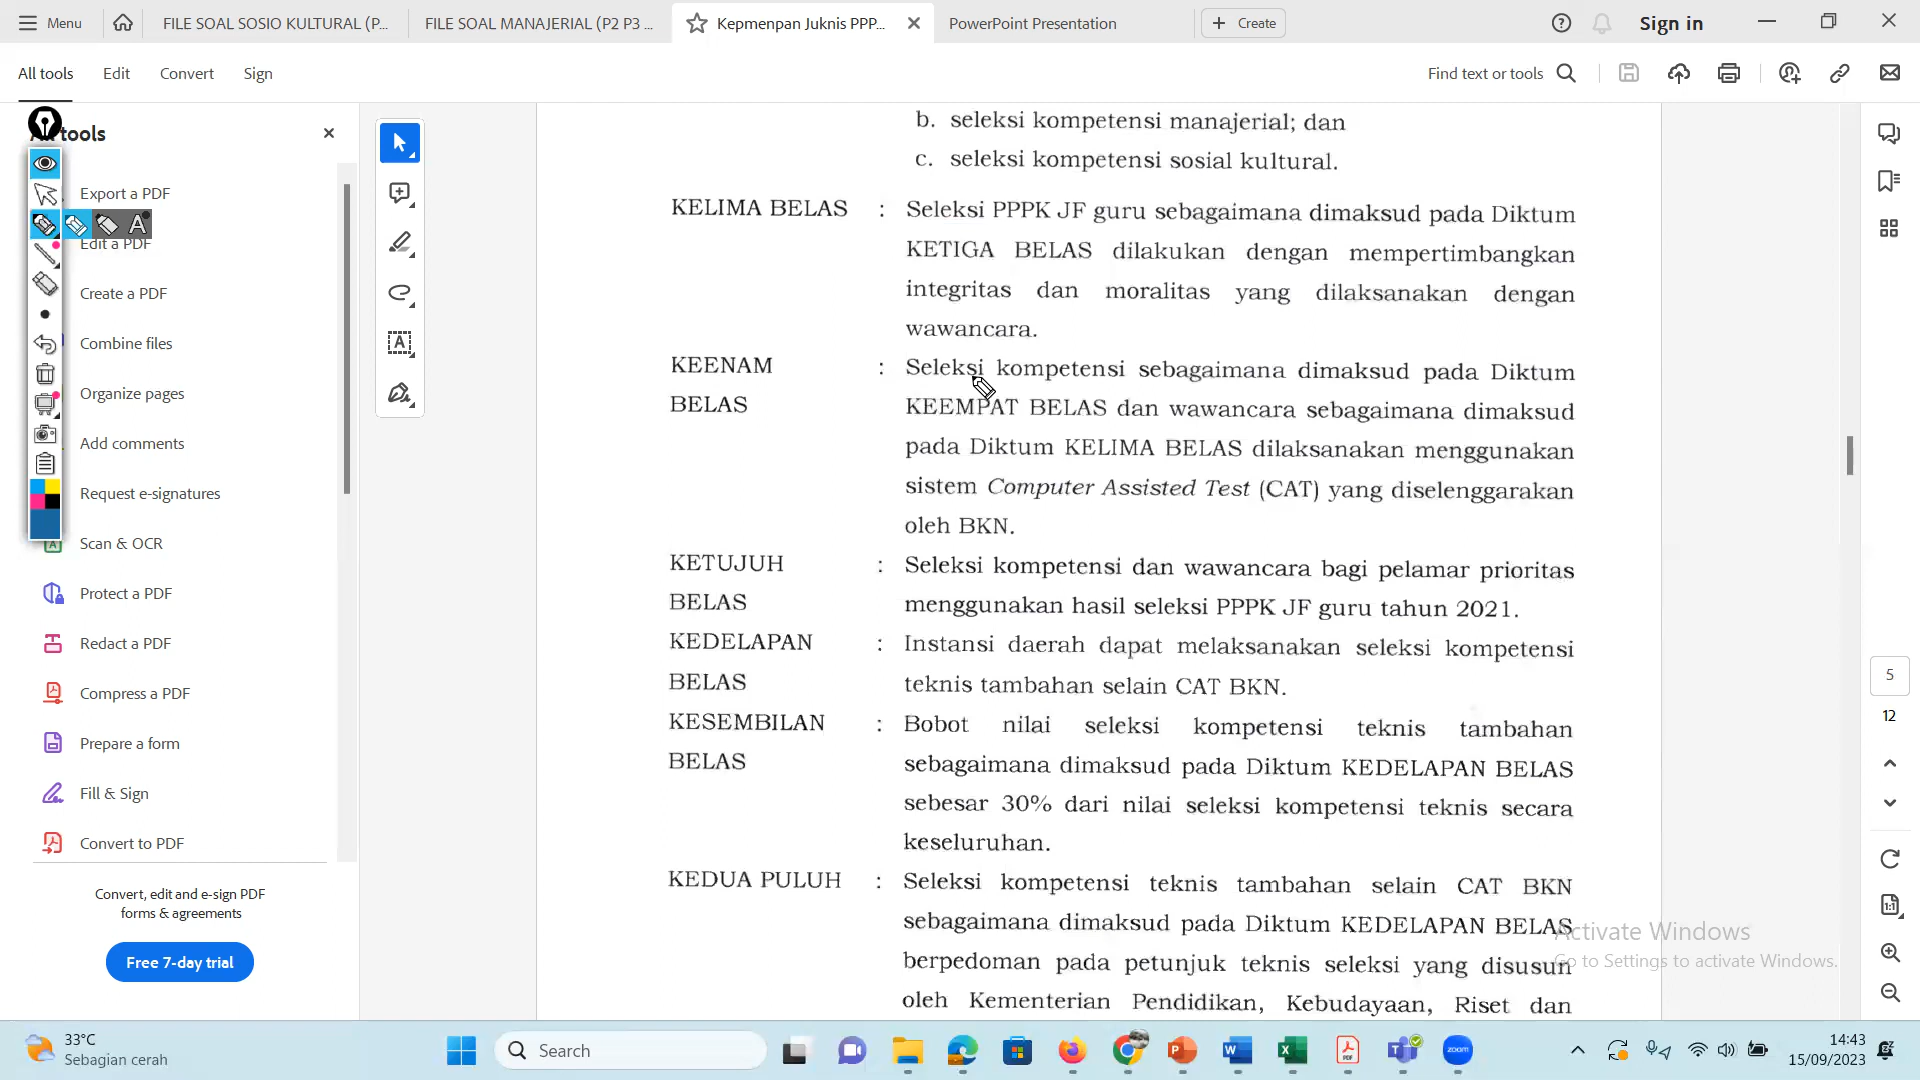 Menu
FILE SOAL SOSIO KULTURAL (P...
FILE SOAL MANAJERIAL (P2 P3 ...
Kepmenpan Juknis PPP...
PowerPoint Presentation
Create
Sign in
All tools
Edit
Convert
Sign
Find text or tools
tools
Export a PDF
Edit a PDF
Create a PDF
Combine files
Organize pages
Add comments
Request e-signatures
Scan & OCR
Protect a PDF
Redact a PDF
Compress a PDF
Prepare a form
Fill & Sign
Convert to PDF
Convert, edit and e-sign PDF
forms & agreements
Free 7-day trial
b. seleksi kompetensi manajerial; dan
c. seleksi kompetensi sosial kultural.
KELIMA BELAS : Seleksi PPPK JF guru sebagaimana dimaksud pada Diktum
KETIGA BELAS dilakukan dengan mempertimbangkan
integritas dan moralitas yang dilaksanakan dengan
wawancara.
KEENAM : Seleksi kompetensi sebagaimana dimaksud pada Diktum
BELAS KEEMPAT BELAS dan wawancara sebagaimana dimaksud
pada Diktum KELIMA BELAS dilaksanakan menggunakan
sistem Computer Assisted Test (CAT) yang diselenggarakan
oleh BKN.
KETUJUH : Seleksi kompetensi dan wawancara bagi pelamar prioritas
BELAS menggunakan hasil seleksi PPPK JF guru tahun 2021.
KEDELAPAN : Instansi daerah dapat melaksanakan seleksi kompetensi
BELAS teknis tambahan selain CAT BKN.
KESEMBILAN : Bobot nilai seleksi kompetensi teknis tambahan
BELAS sebagaimana dimaksud pada Diktum KEDELAPAN BELAS
sebesar 30% dari nilai seleksi kompetensi teknis secara
keseluruhan.
KEDUA PULUH : Seleksi kompetensi teknis tambahan selain CAT BKN
sebagaimana dimaksud pada Diktum KEDELAPAN BELAS
berpedoman pada petunjuk teknis seleksi yang disusun
oleh Kementerian Pendidikan, Kebudayaan, Riset dan
5
12
Activate Windows
Go to Settings to activate Windows.
33°C
Sebagian cerah
Search
14:43
15/09/2023